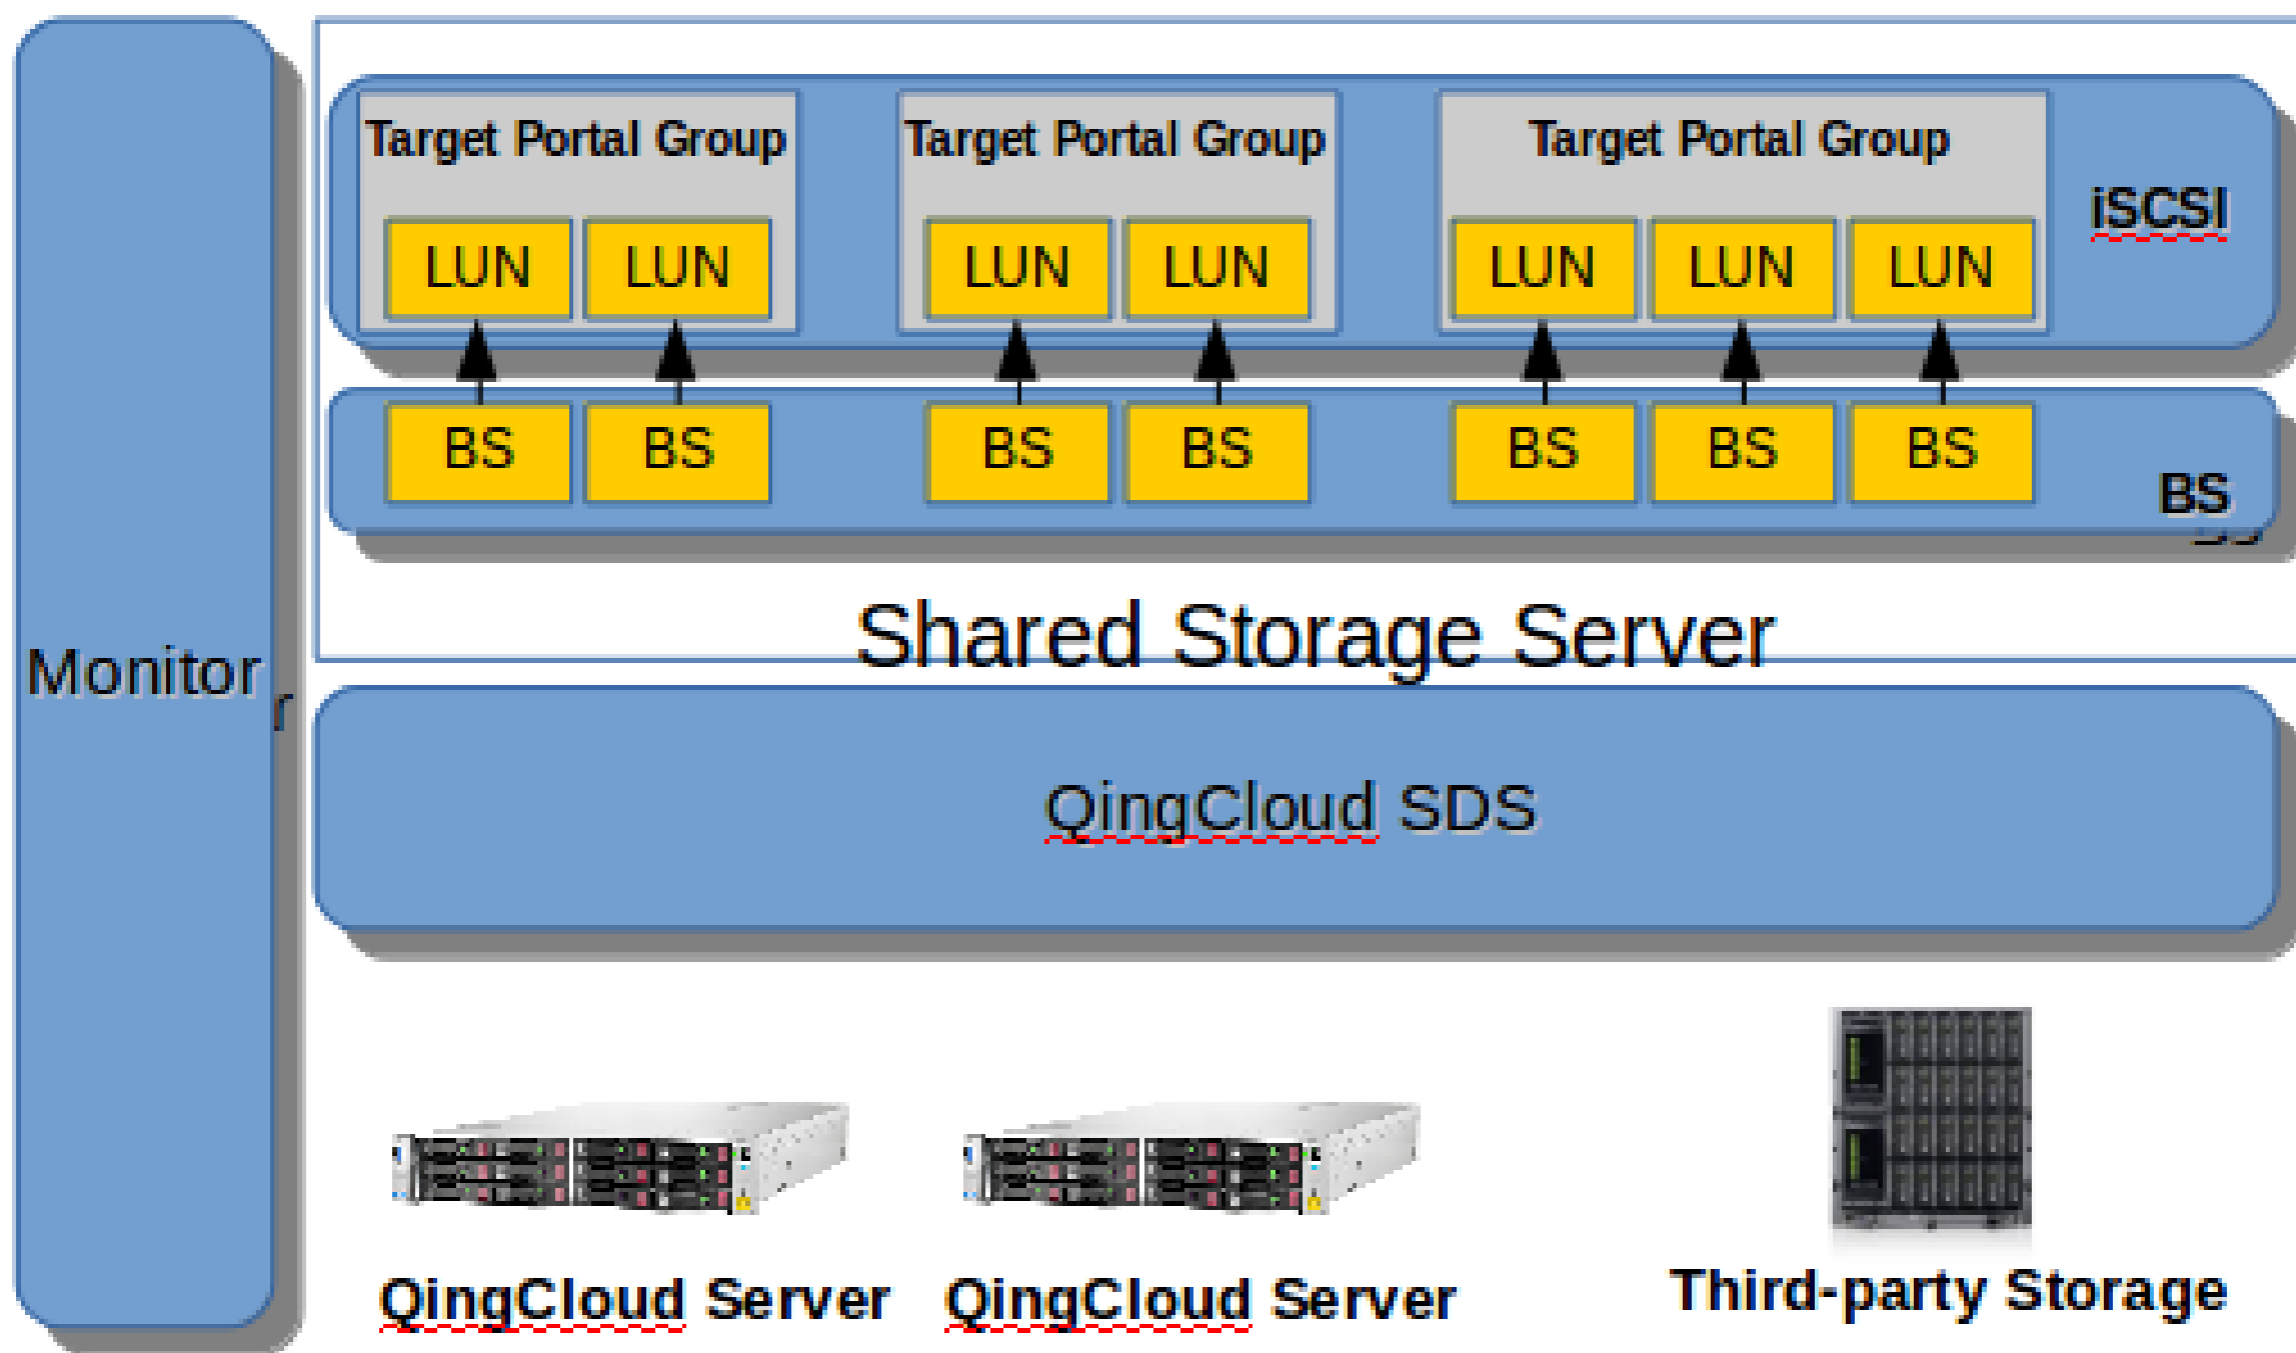 Target Portal Group
Target Portal Group
Target Portal Group
iSCSI
LUN
LUN
LUN
LUN
LUN
LUN
LUN
BS
BS
BS
BS
BS
BS
BS
BS
Shared Storage Server
Monitor
QingCloud SDS
QingCloud Server
QingCloud Server
Third-party Storage